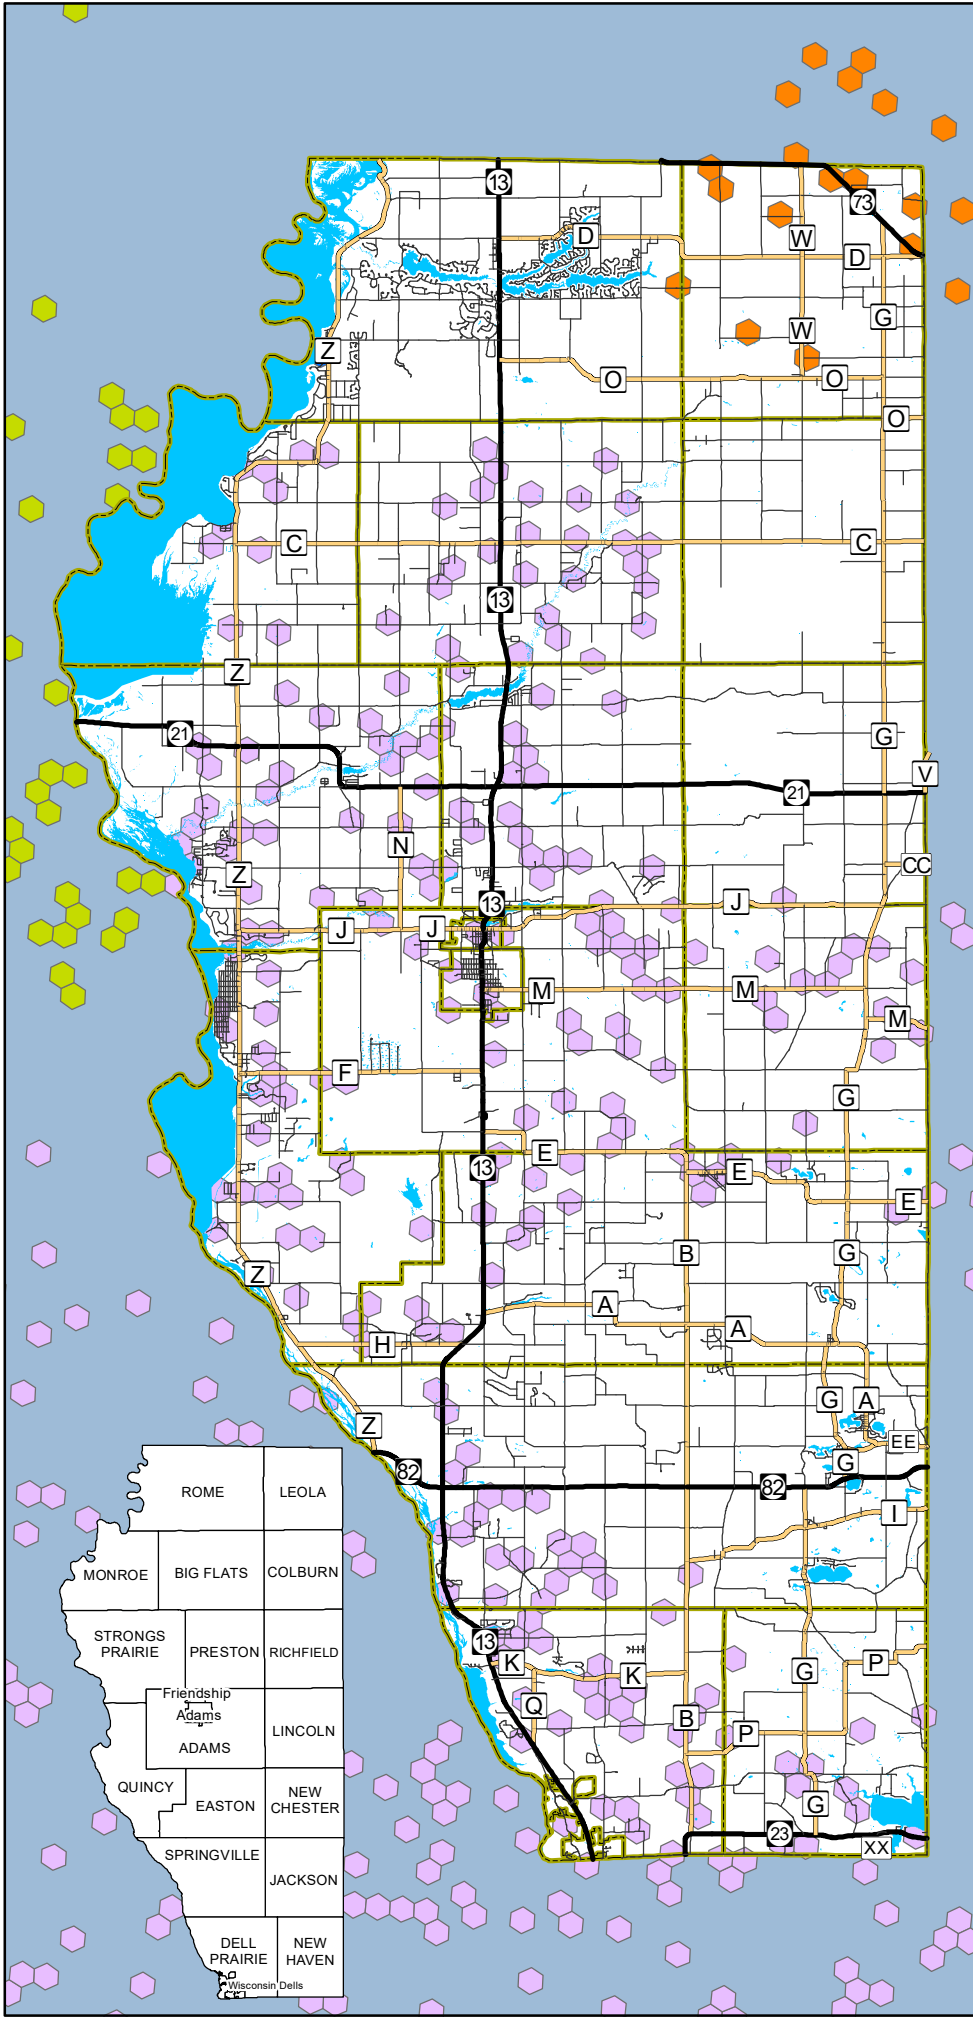 13
73
W
D
D
G
W
Z
O
O
O
C
C
13
Z
21
G
V
21
N
CC
Z
13
J
J
J
M
M
M
F
G
E
13
E
E
B
G
Z
A
A
H
G
A
Z
EE
G
82
82
I
13
K
K
P
G
Q
B
P
G
23
XX
ROME
LEOLA
MONROE
BIG FLATS
COLBURN
STRONGS
PRAIRIE
PRESTON
RICHFIELD
Friendship
Adams
ADAMS
LINCOLN
QUINCY
EASTON
NEW
CHESTER
SPRINGVILLE
JACKSON
DELL
PRAIRIE
NEW
HAVEN
Wisconsin Dells